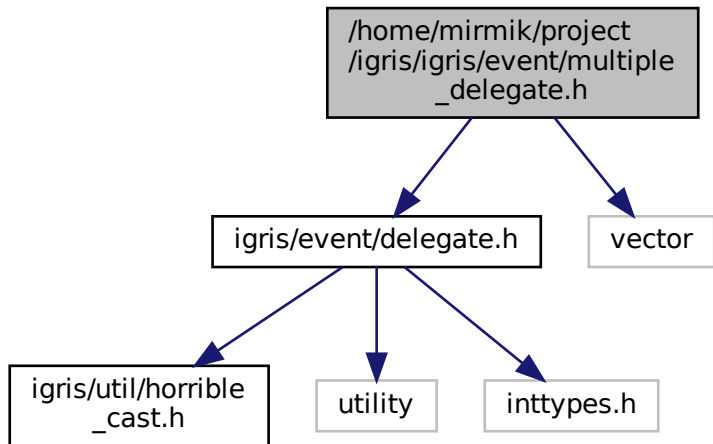 /home/mirmik/project
/igris/igris/event/multiple
_delegate.h
igris/event/delegate.h
vector
igris/util/horrible
_cast.h
utility
inttypes.h